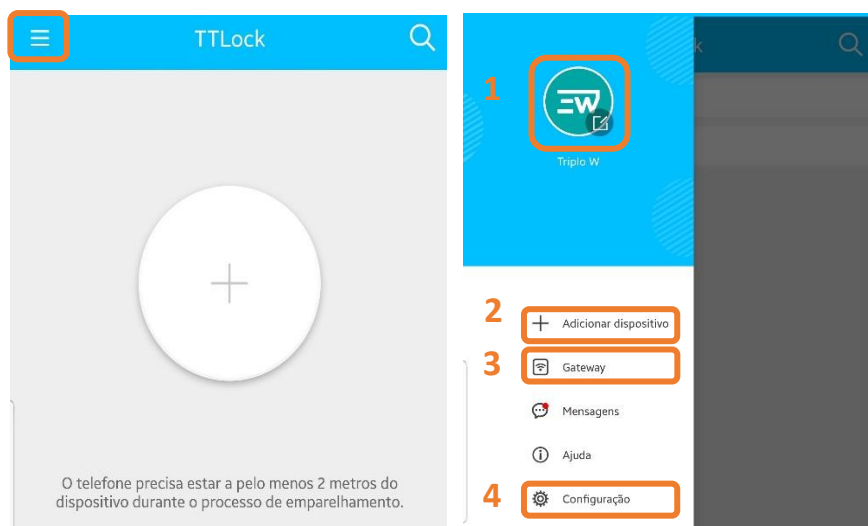 TTLock
O telefone precisa estar a pelo menos 2 metros do
dispositivo durante o processo de emparelhamento.
k
1
EW
Triplo W
2
Adicionar dispositivo
3
Gateway
Mensagens
Ajuda
4
Configuração